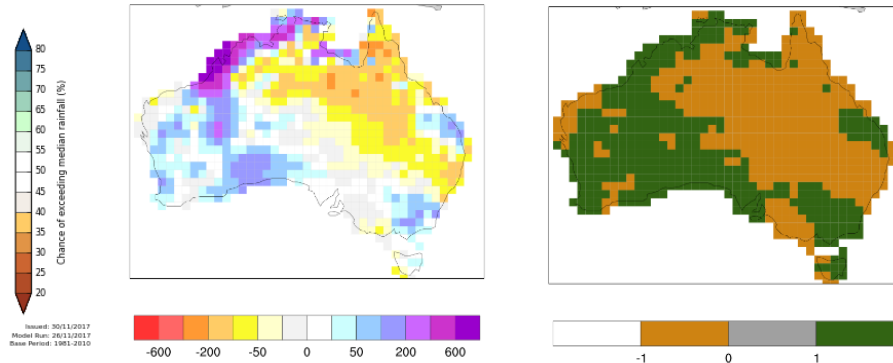 80
75
70
65
60
55
50
45
40
35
30
25
20
Chance of exceeding median rainfall (%)
Issued: 30/11/2017
Model Run: 26/11/2017
Base Period: 1981-2010
-600 -200 -50 0 50 200 600
-1 0 1